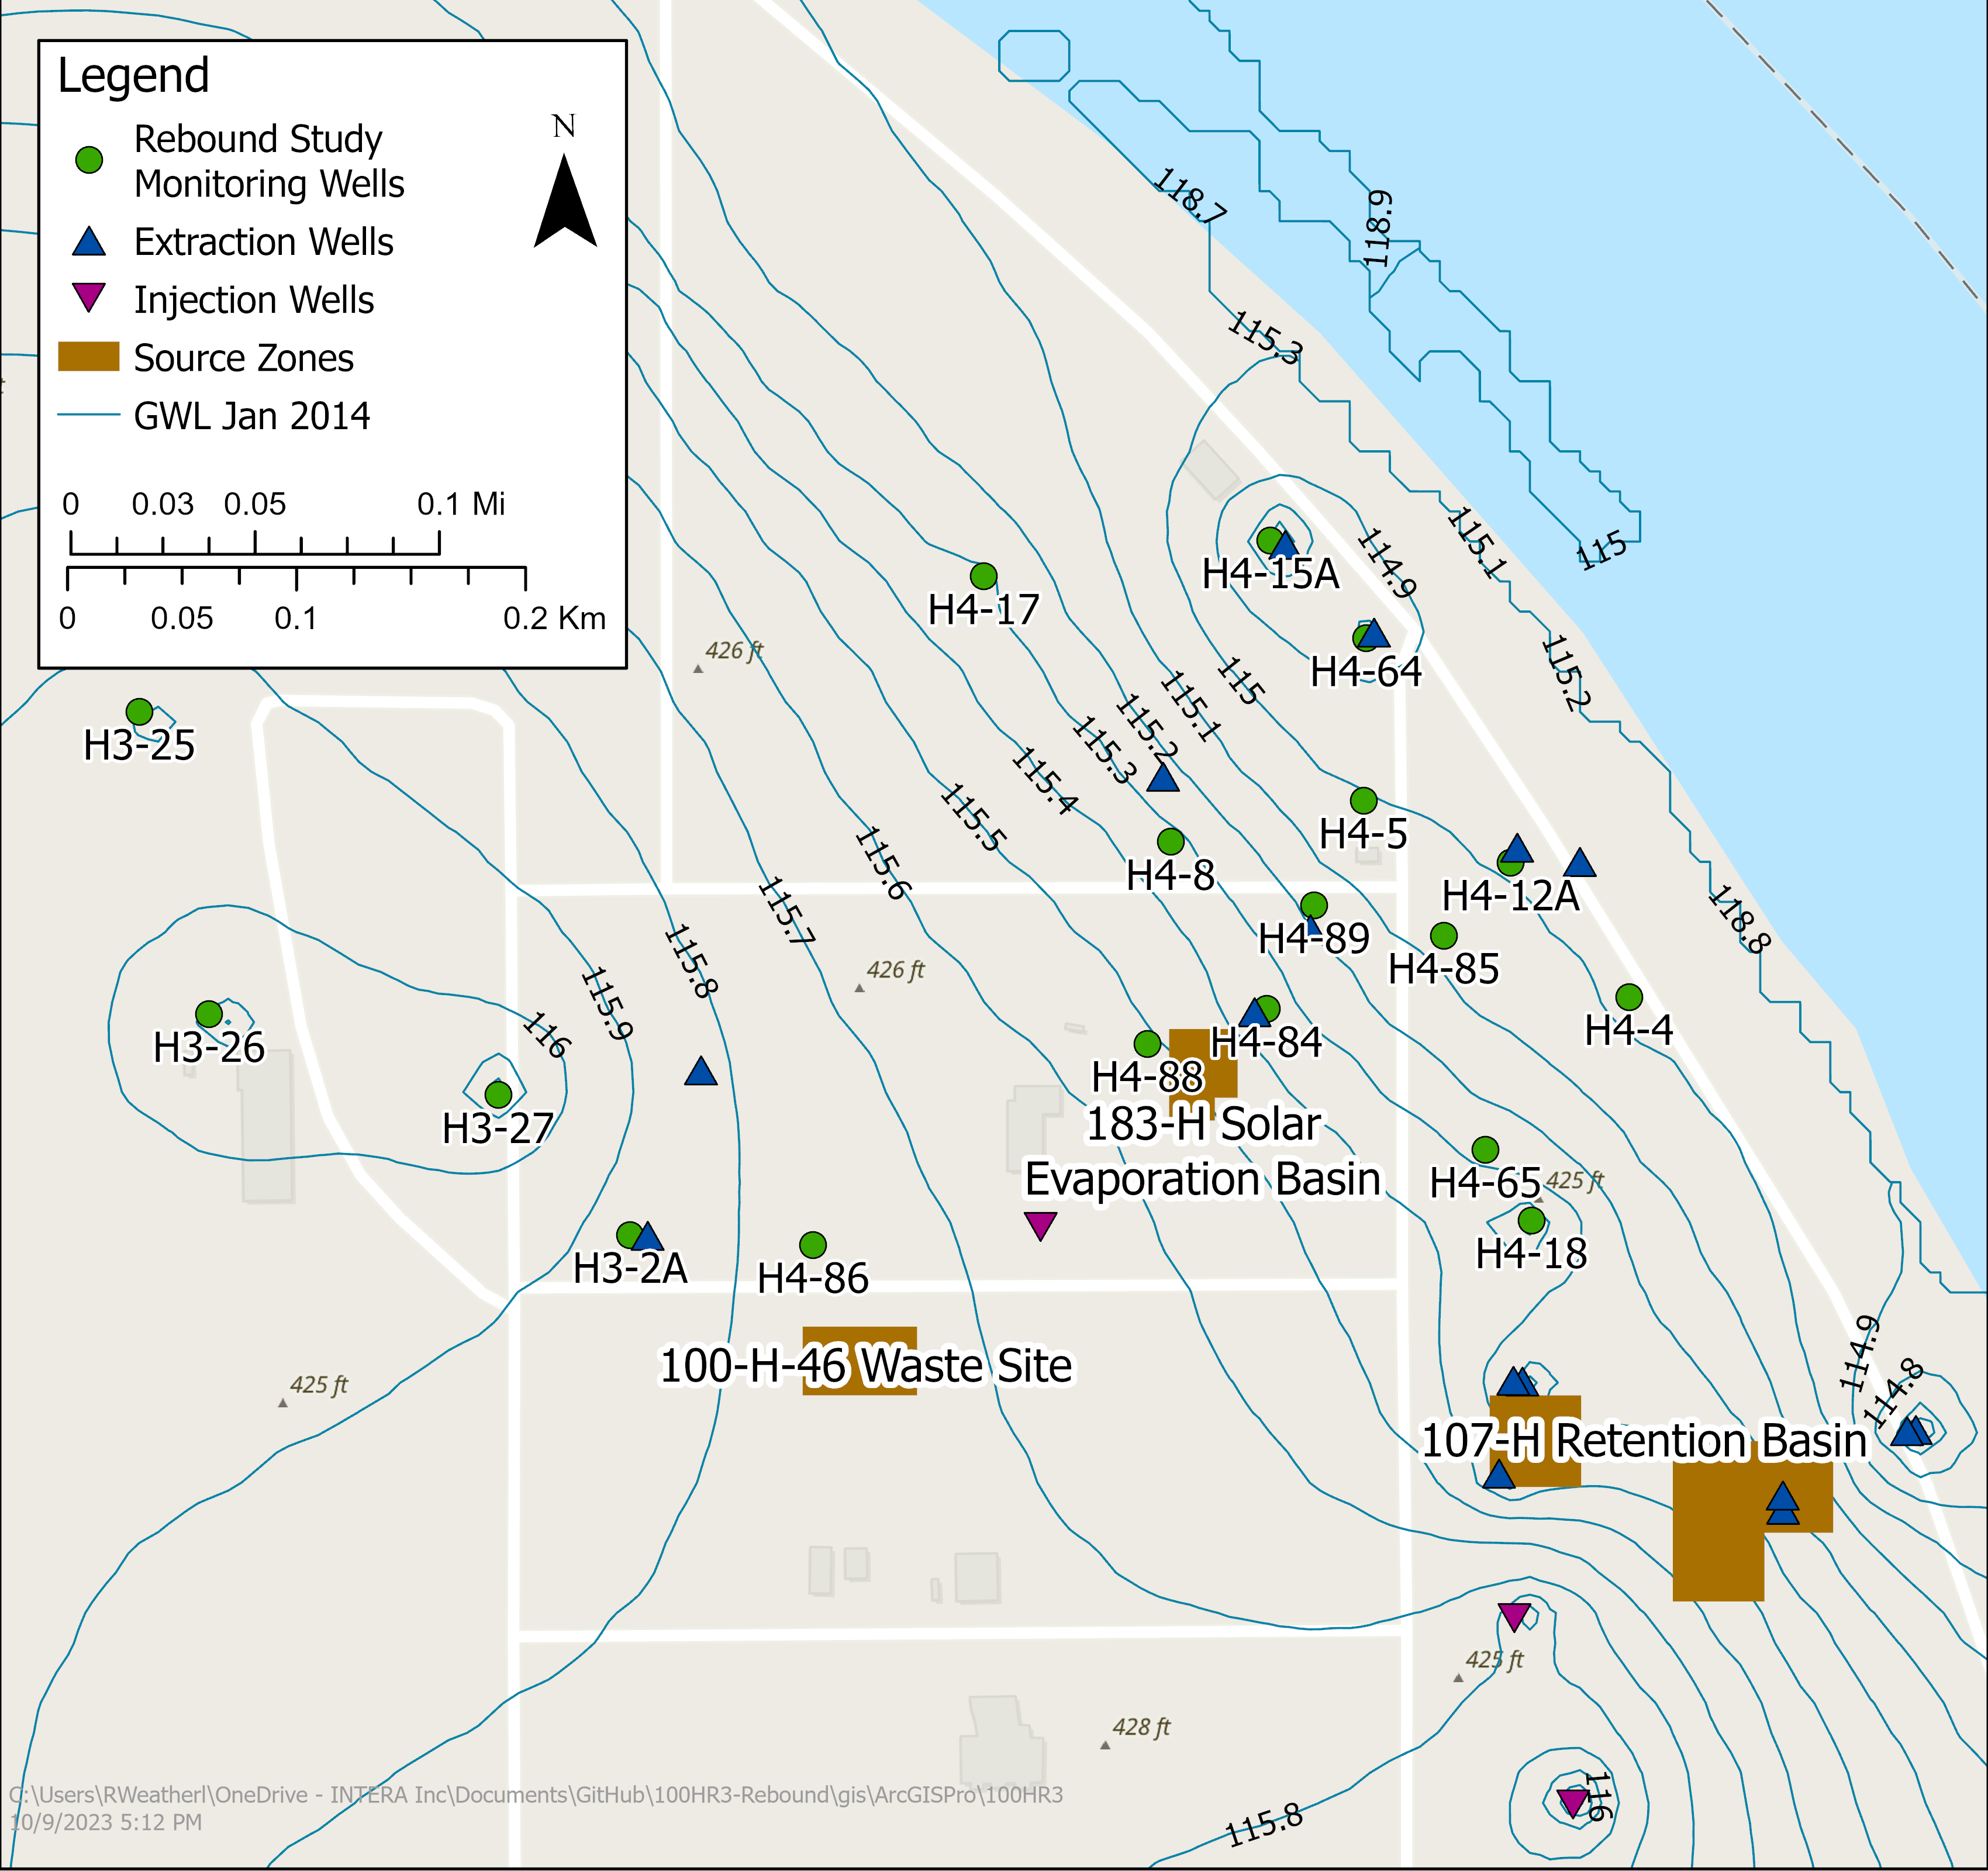 Legend
N
Rebound Study
Monitoring Wells
Extraction Wells
Injection Wells
Source Zones
GWL Jan 2014
0 0.03 0.05 0.1 Mi
0 0.05 0.1 0.2 Km
118.7
118.9
115.3
115.1
115
114.9
H4-15A
H4-17
H4-64
115.2
426 ft
H3-25
115
115.1
115.2
115.3
115.4
115.5
115.6
115.7
115.8
115.9
116
H4-5
H4-8
H4-12A
118.8
H4-89
H4-85
426 ft
H4-4
H3-26
H4-84
H4-88
H3-27
183-H Solar
Evaporation Basin
H4-65
425 ft
H4-18
H3-2A
H4-86
100-H-46 Waste Site
114.9
114.8
425 ft
107-H Retention Basin
425 ft
428 ft
116
115.8
C:\Users\RWeatherl\OneDrive - INTERA Inc\Documents\GitHub\100HR3-Rebound\gis\ArcGISPro\100HR3
10/9/2023 5:12 PM